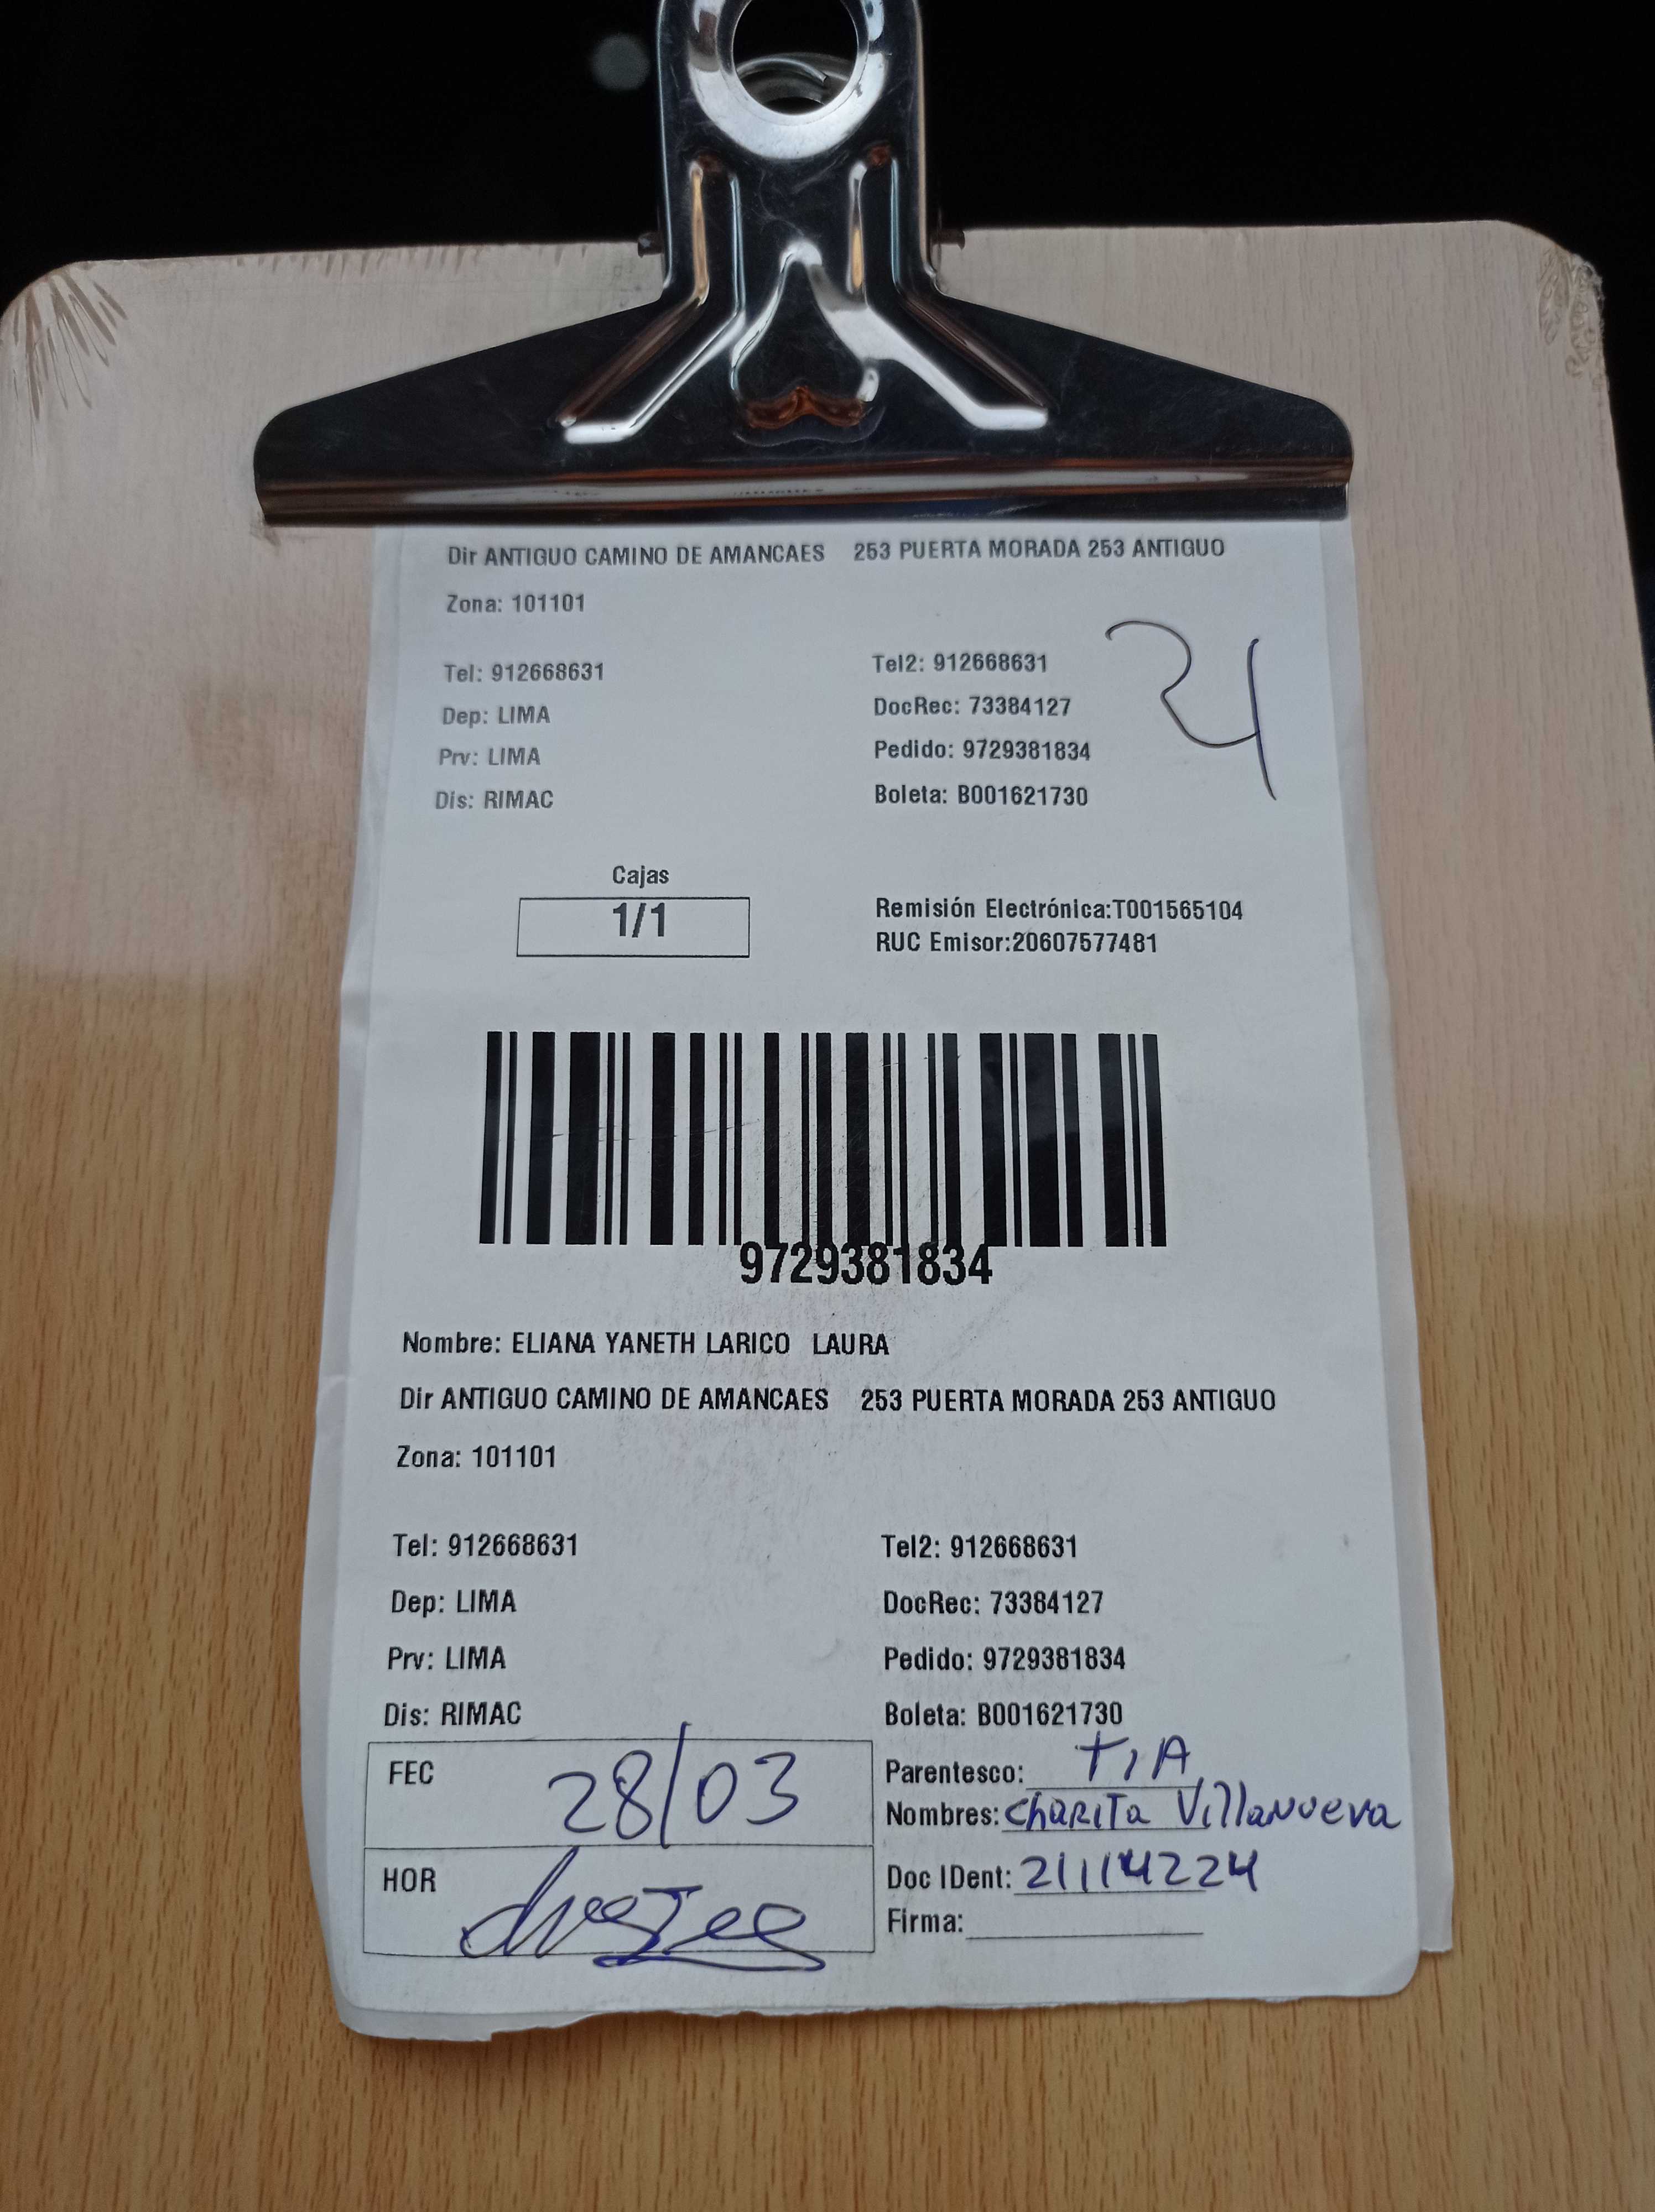 Dir ANTIGUO CAMINO DE AMANCAES 253 PUERTA MORADA 253 ANTIGUO
Zona: 101101
24
Tel: 912668631 Tel2: 912668631
Dep: LIMA DocRec: 73384127
Prv: LIMA Pedido: 9729381834
Dis: RIMAC Boleta: B001621730
Cajas
1/1
Remisión Electrónica:T001565104
RUC Emisor:20607577481
9729381834
Nombre: ELIANA YANETH LARICO LAURA
Dir ANTIGUO CAMINO DE AMANCAES 253 PUERTA MORADA 253 ANTIGUO
Zona: 101101
Tel: 912668631 Tel2: 912668631
Dep: LIMA DocRec: 73384127
Prv: LIMA Pedido: 9729381834
Dis: RIMAC Boleta: B001621730
FEC 28/03
HOR
Parentesco: TIA
Nombres: Charita Villanueva
Doc IDent: 21114224
Firma: